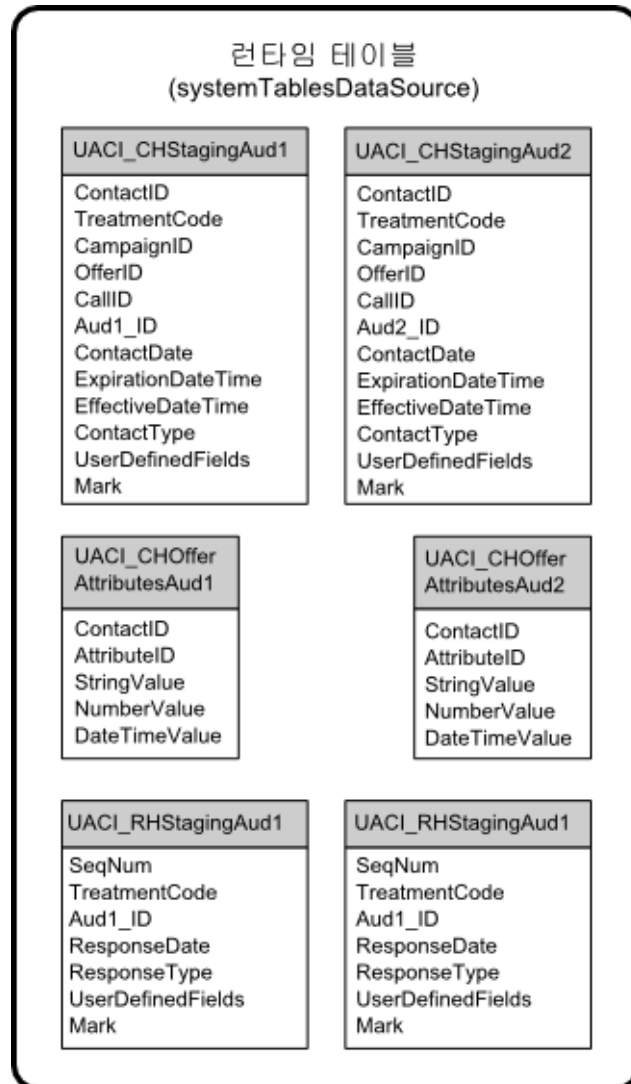 런타임 테이블
(systemTablesDataSource)
UACI_CHStagingAud1
ContactID
TreatmentCode
CampaignID
OfferID
CallID
Aud1_ID
ContactDate
ExpirationDateTime
EffectiveDateTime
ContactType
UserDefinedFields
Mark
UACI_CHStagingAud2
ContactID
TreatmentCode
CampaignID
OfferID
CallID
Aud2_ID
ContactDate
ExpirationDateTime
EffectiveDateTime
ContactType
UserDefinedFields
Mark
UACI_CHOffer
AttributesAud1
ContactID
AttributeID
StringValue
NumberValue
DateTimeValue
UACI_CHOffer
AttributesAud2
ContactID
AttributeID
StringValue
NumberValue
DateTimeValue
UACI_RHStagingAud1
SeqNum
TreatmentCode
Aud1_ID
ResponseDate
ResponseType
UserDefinedFields
Mark
UACI_RHStagingAud1
SeqNum
TreatmentCode
Aud1_ID
ResponseDate
ResponseType
UserDefinedFields
Mark